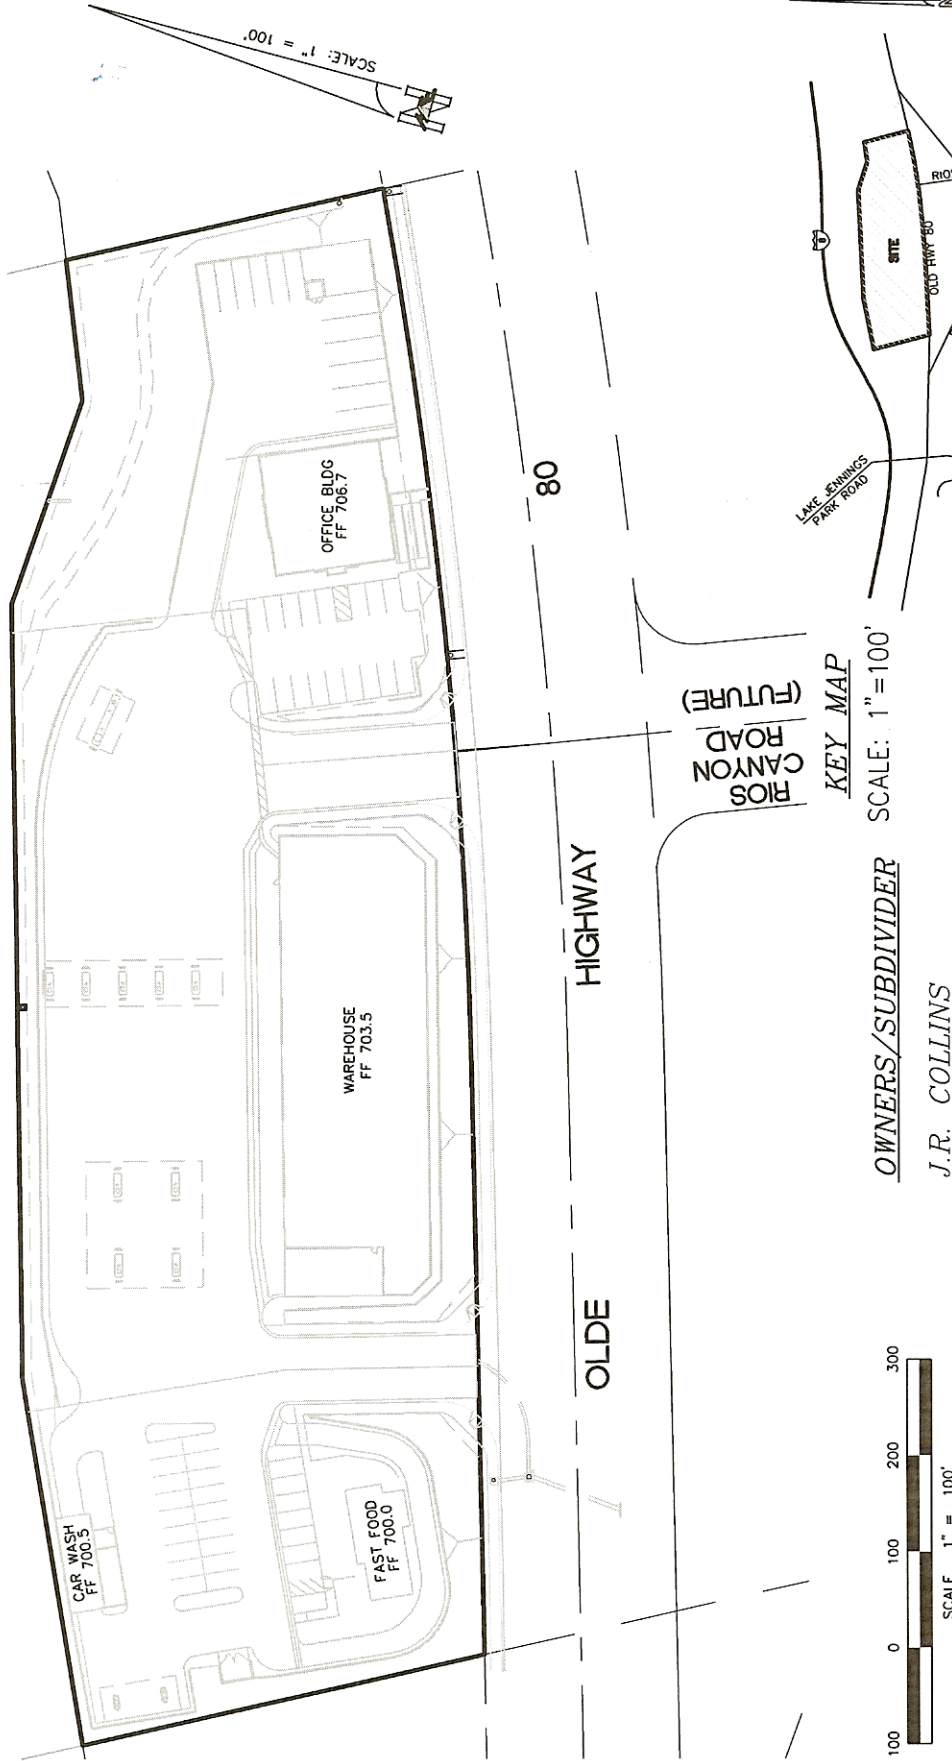 SCALE: 1" = 100'
N
CAR WASH
FF 700.5
FAST FOOD
FF 700.0
WAREHOUSE
FF 703.5
OFFICE BLDG
FF 706.7
OLDE HIGHWAY 80
RIOS
CANYON
ROAD
(FUTURE)
LAKE JENNINGS
PARK ROAD
8
SITE
OLD HWY 80
KEY MAP
SCALE: 1"=100'
OWNERS/SUBDIVIDER
J.R. COLLINS
100 0 100 200 300
SCALE 1" = 100'